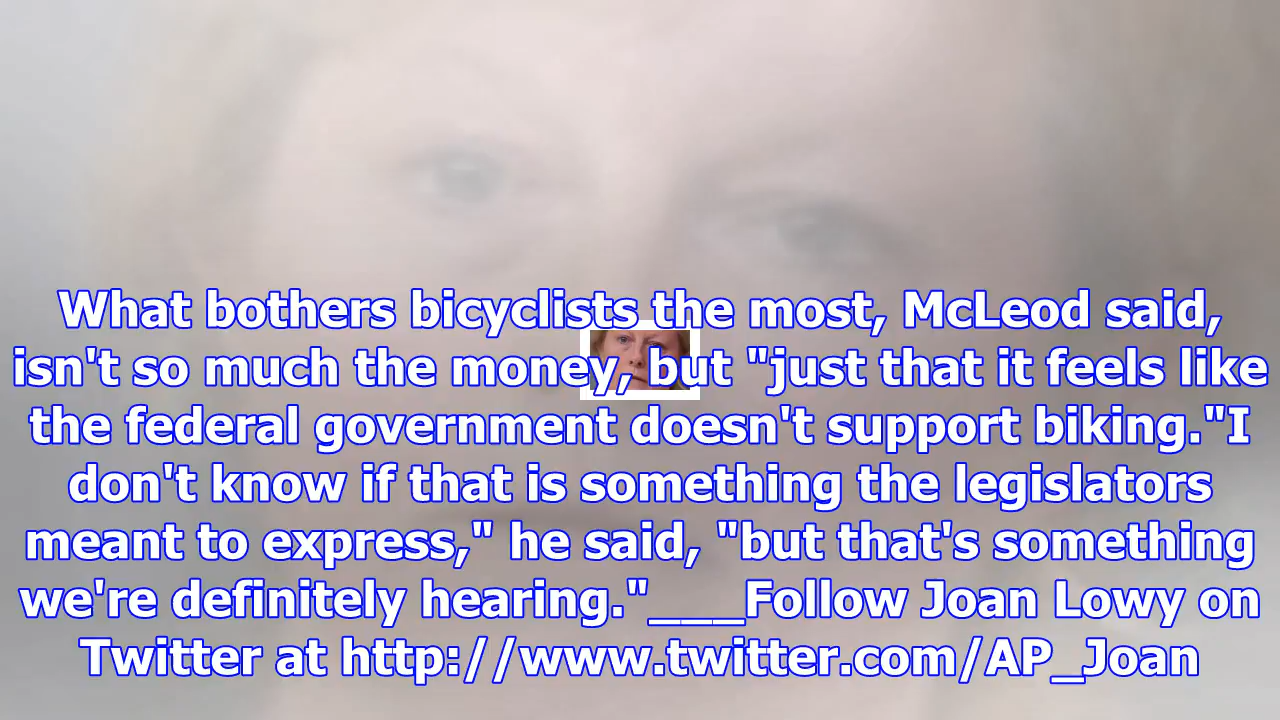 What bothers bicyclists the most, McLeod said,
isn't so much the money, but "just that it feels like
the federal government doesn't support biking."I
don't know if that is something the legislators
meant to express," he said, "but that's something
we're definitely hearing."___Follow Joan Lowy on
Twitter at http://www.twitter.com/AP_Joan